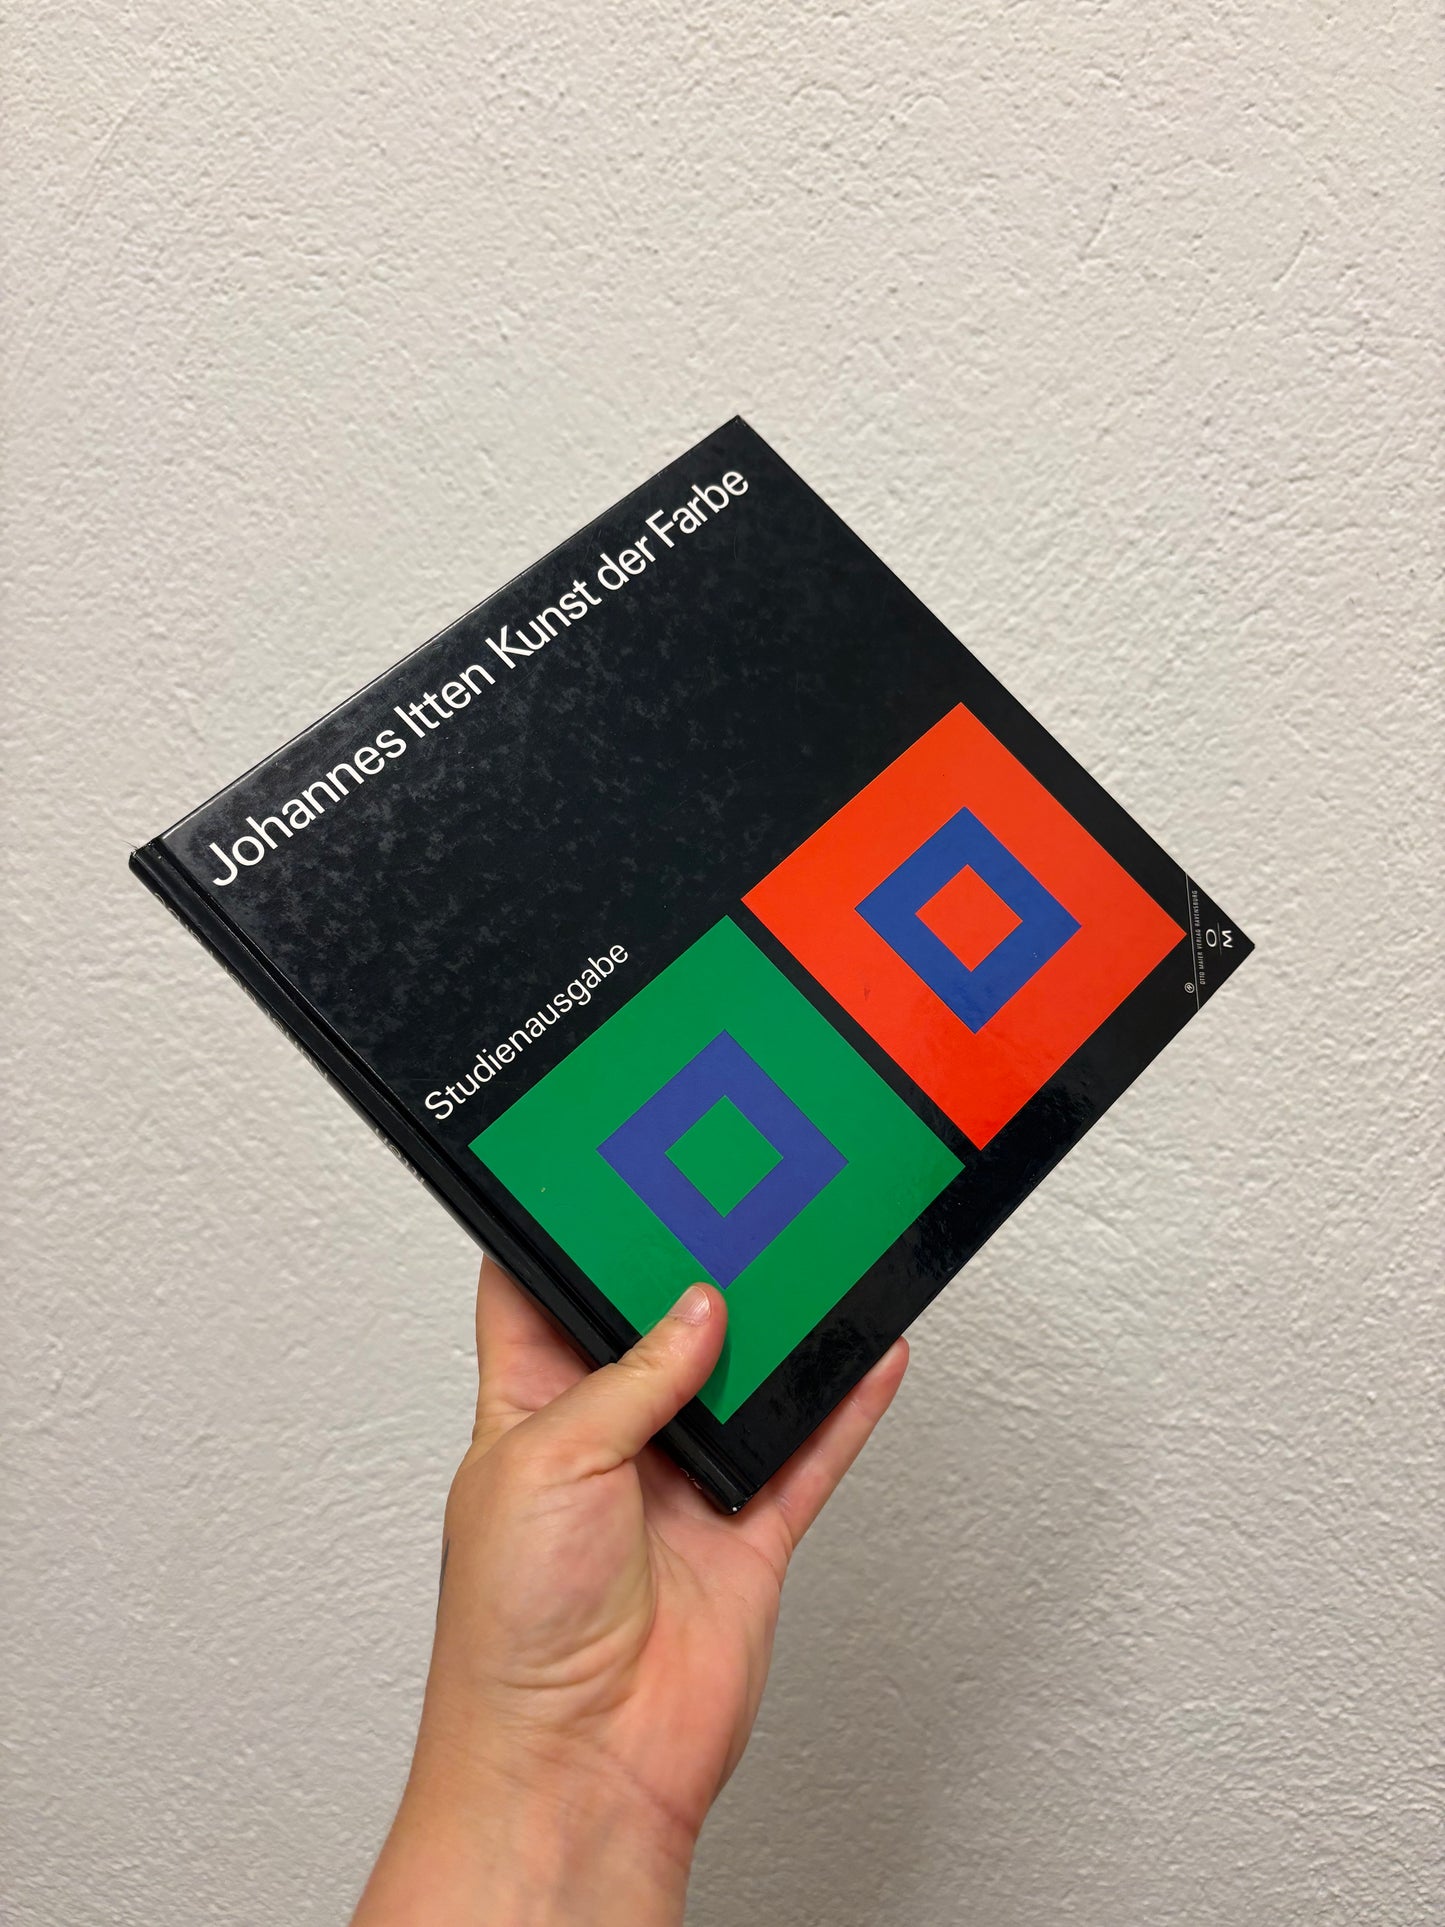 Johannes Itten Kunst der Farbe
Studienausgabe
OTTO MAIER VERLAG RAVENSBURG
O
M